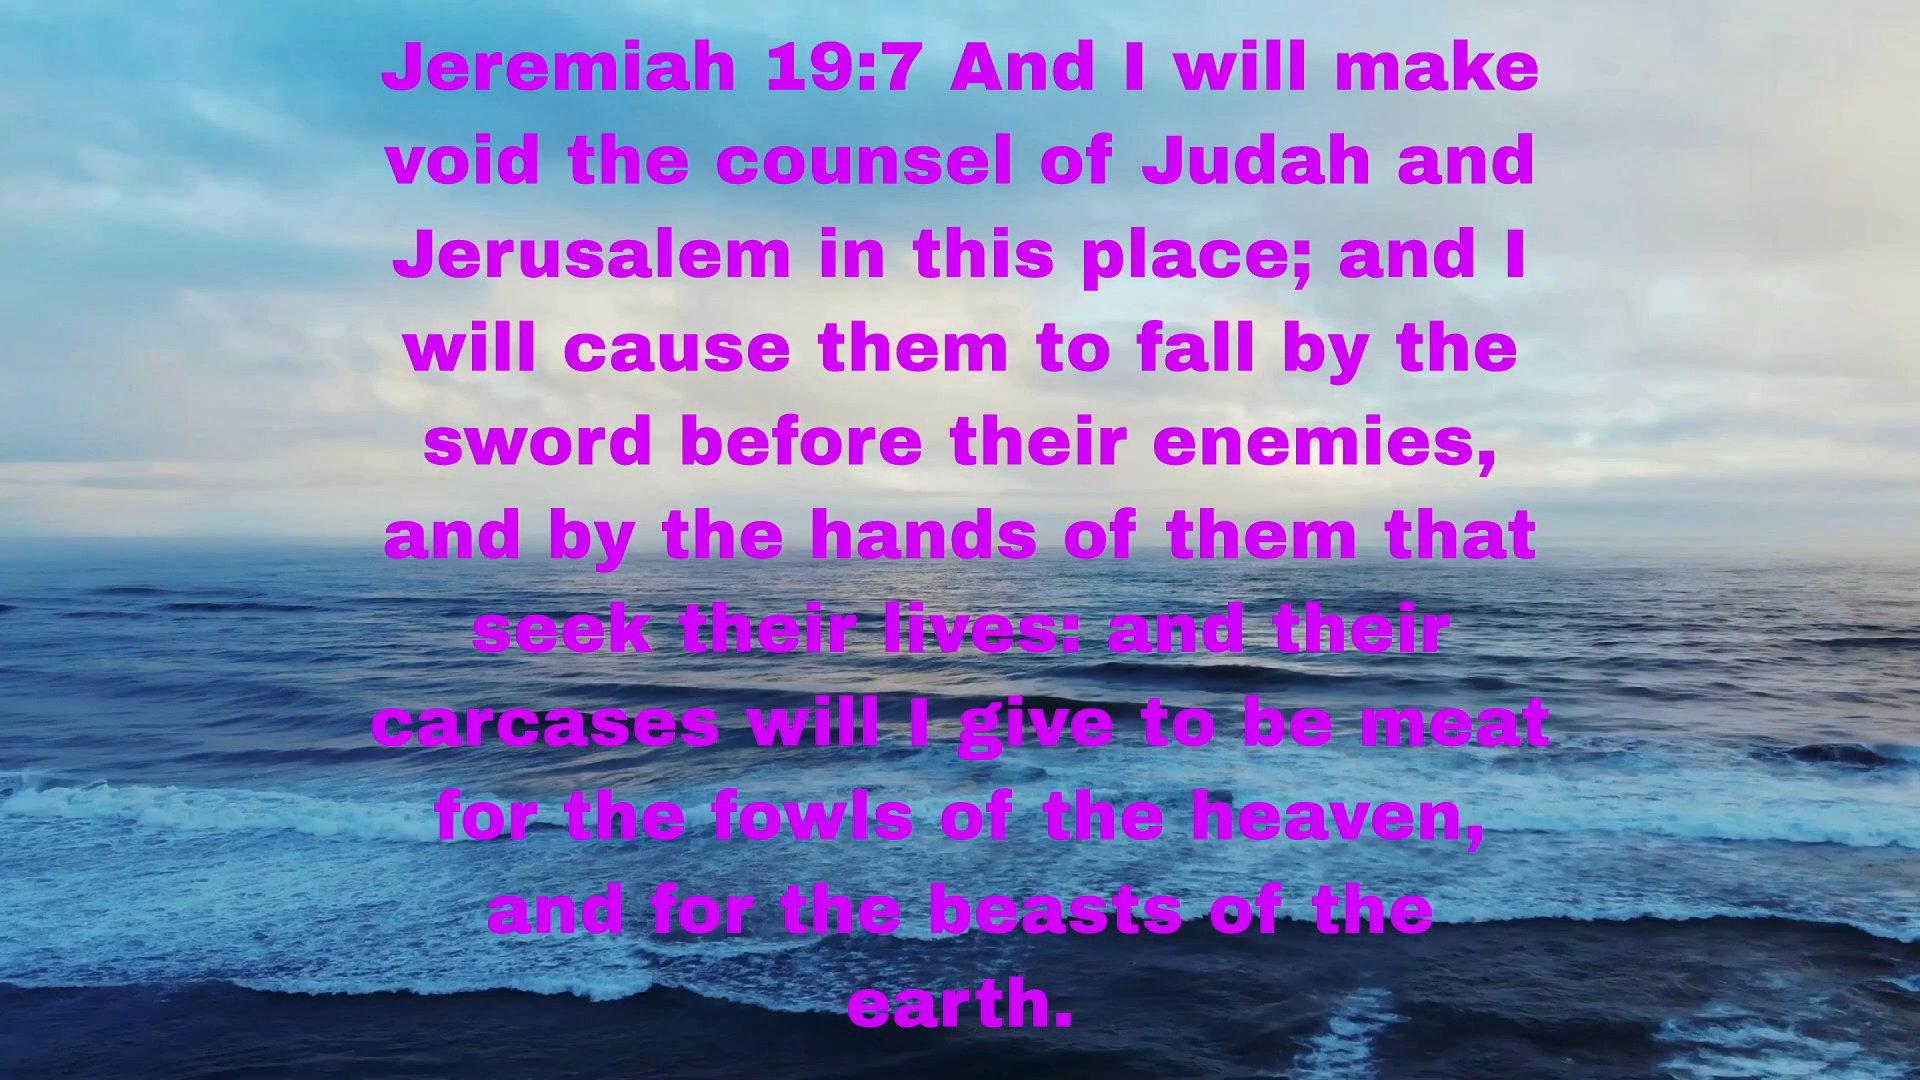 Jeremiah 19:7 And I will make
void the counsel of Judah and
Jerusalem in this place; and I
will cause them to fall by the
sword before their enemies,
and by the hands of them that
seek their lives: and their
carcases will I give to be meat
for the fowls of the heaven,
and for the beasts of the
earth.